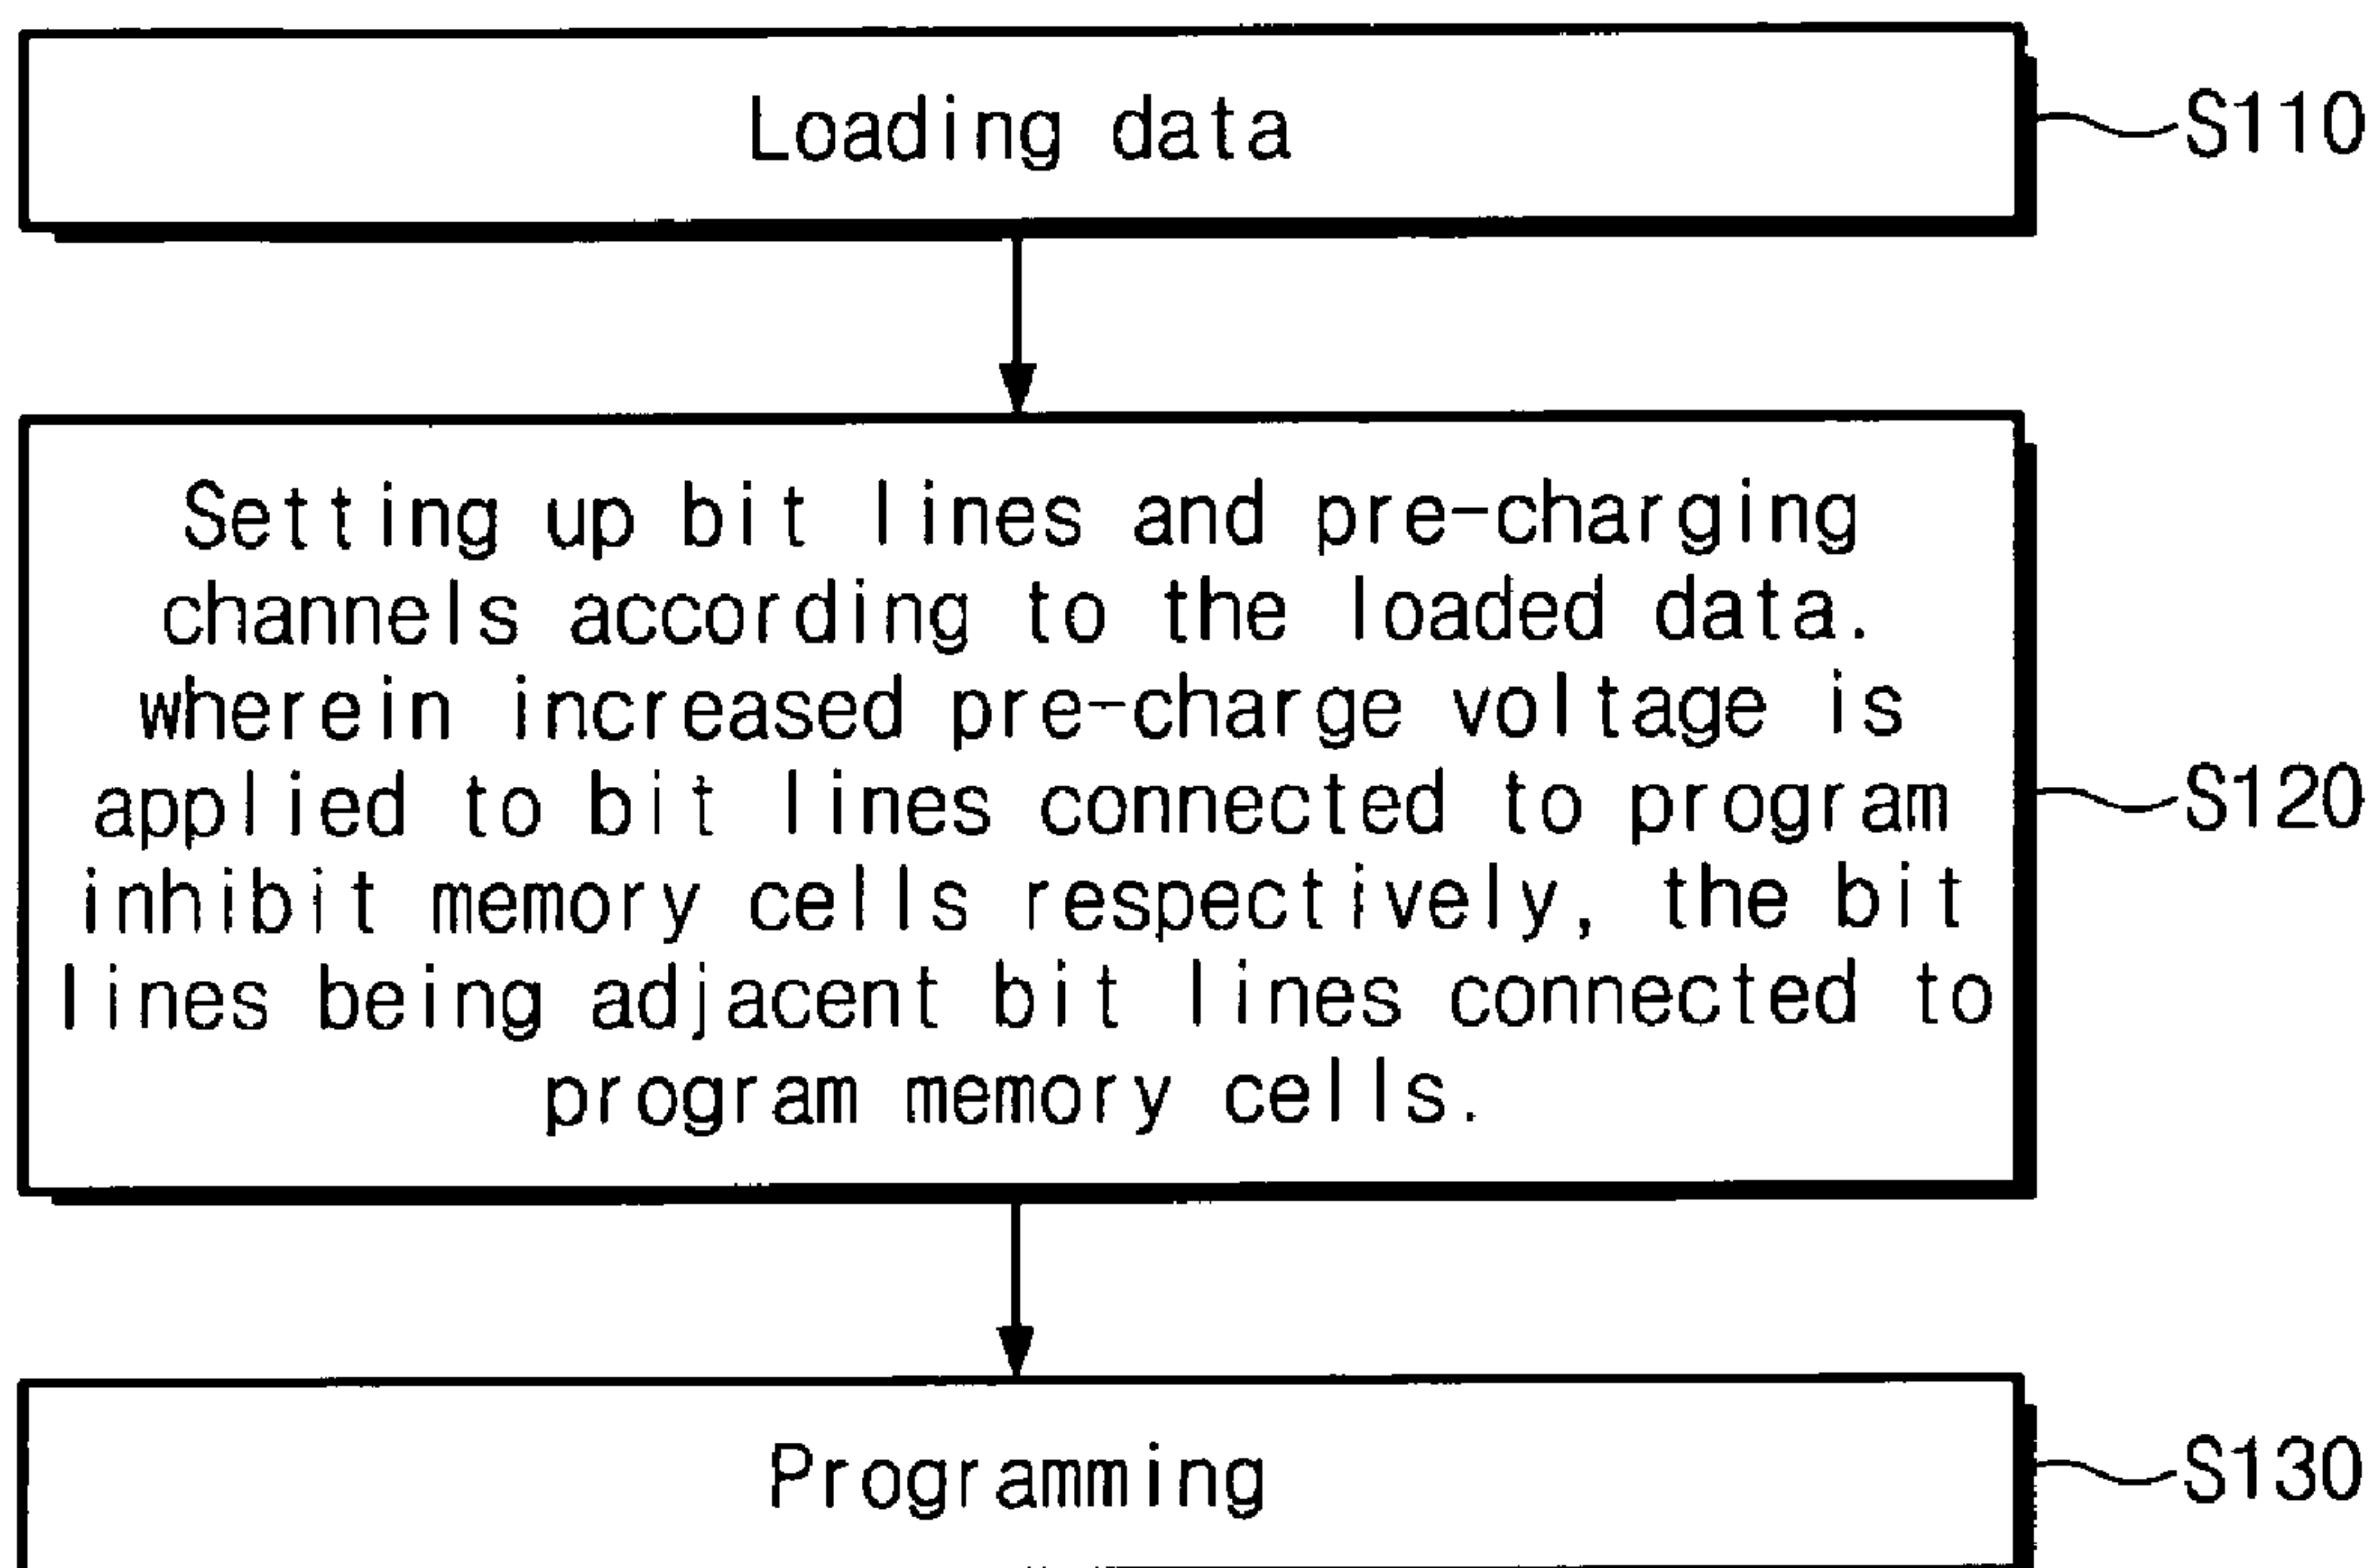 Loading data
S110
Setting up bit lines and pre-charging
channels according to the loaded data.
wherein increased pre-charge voltage is
applied to bit lines connected to program
S120
inhibit memory cells respectively, the bit
lines being adjacent bit lines connected to
program memory cells.
Programming
S130